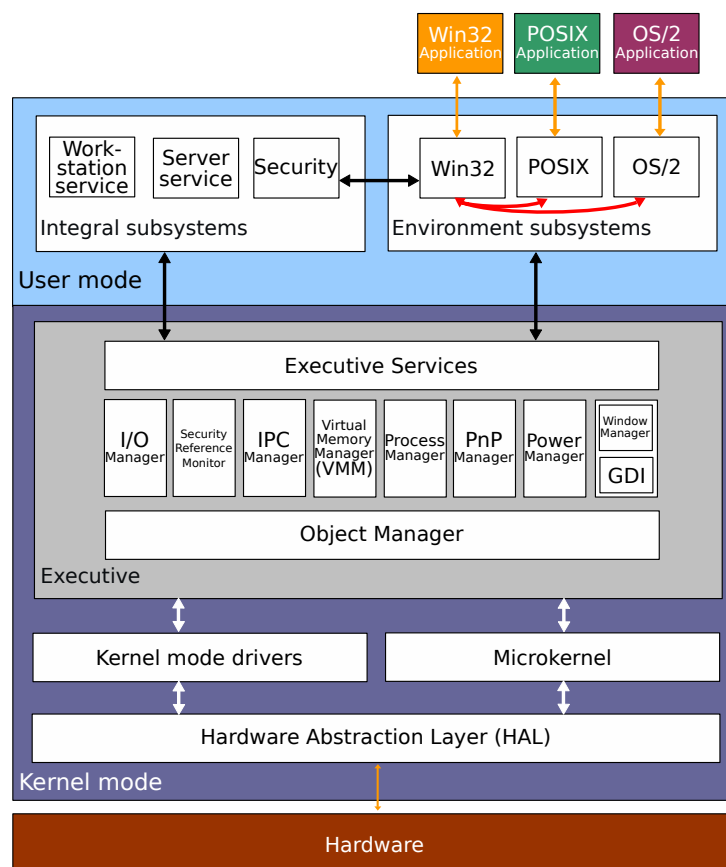 Win32
Application
POSIX
Application
OS/2
Application
Work-
station
service
Server
service
Security
Integral subsystems
Win32
POSIX
OS/2
Environment subsystems
User mode
Executive Services
I/O
Manager
Security
Reference
Monitor
IPC
Manager
Virtual
Memory
Manager
(VMM)
Process
Manager
PnP
Manager
Power
Manager
Window
Manager
GDI
Object Manager
Executive
Kernel mode drivers
Microkernel
Hardware Abstraction Layer (HAL)
Kernel mode
Hardware